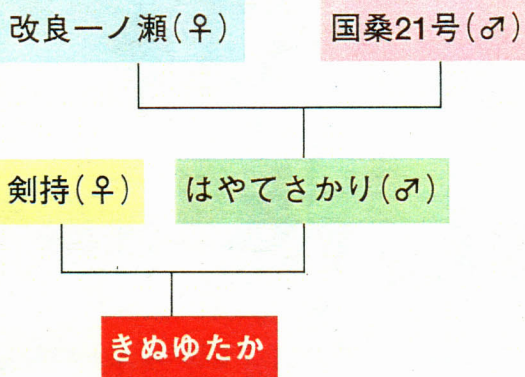 改良一ノ瀬(♀)
国桑21号(♂)
剣持(♀)
はやてさかり(♂)
きぬゆたか